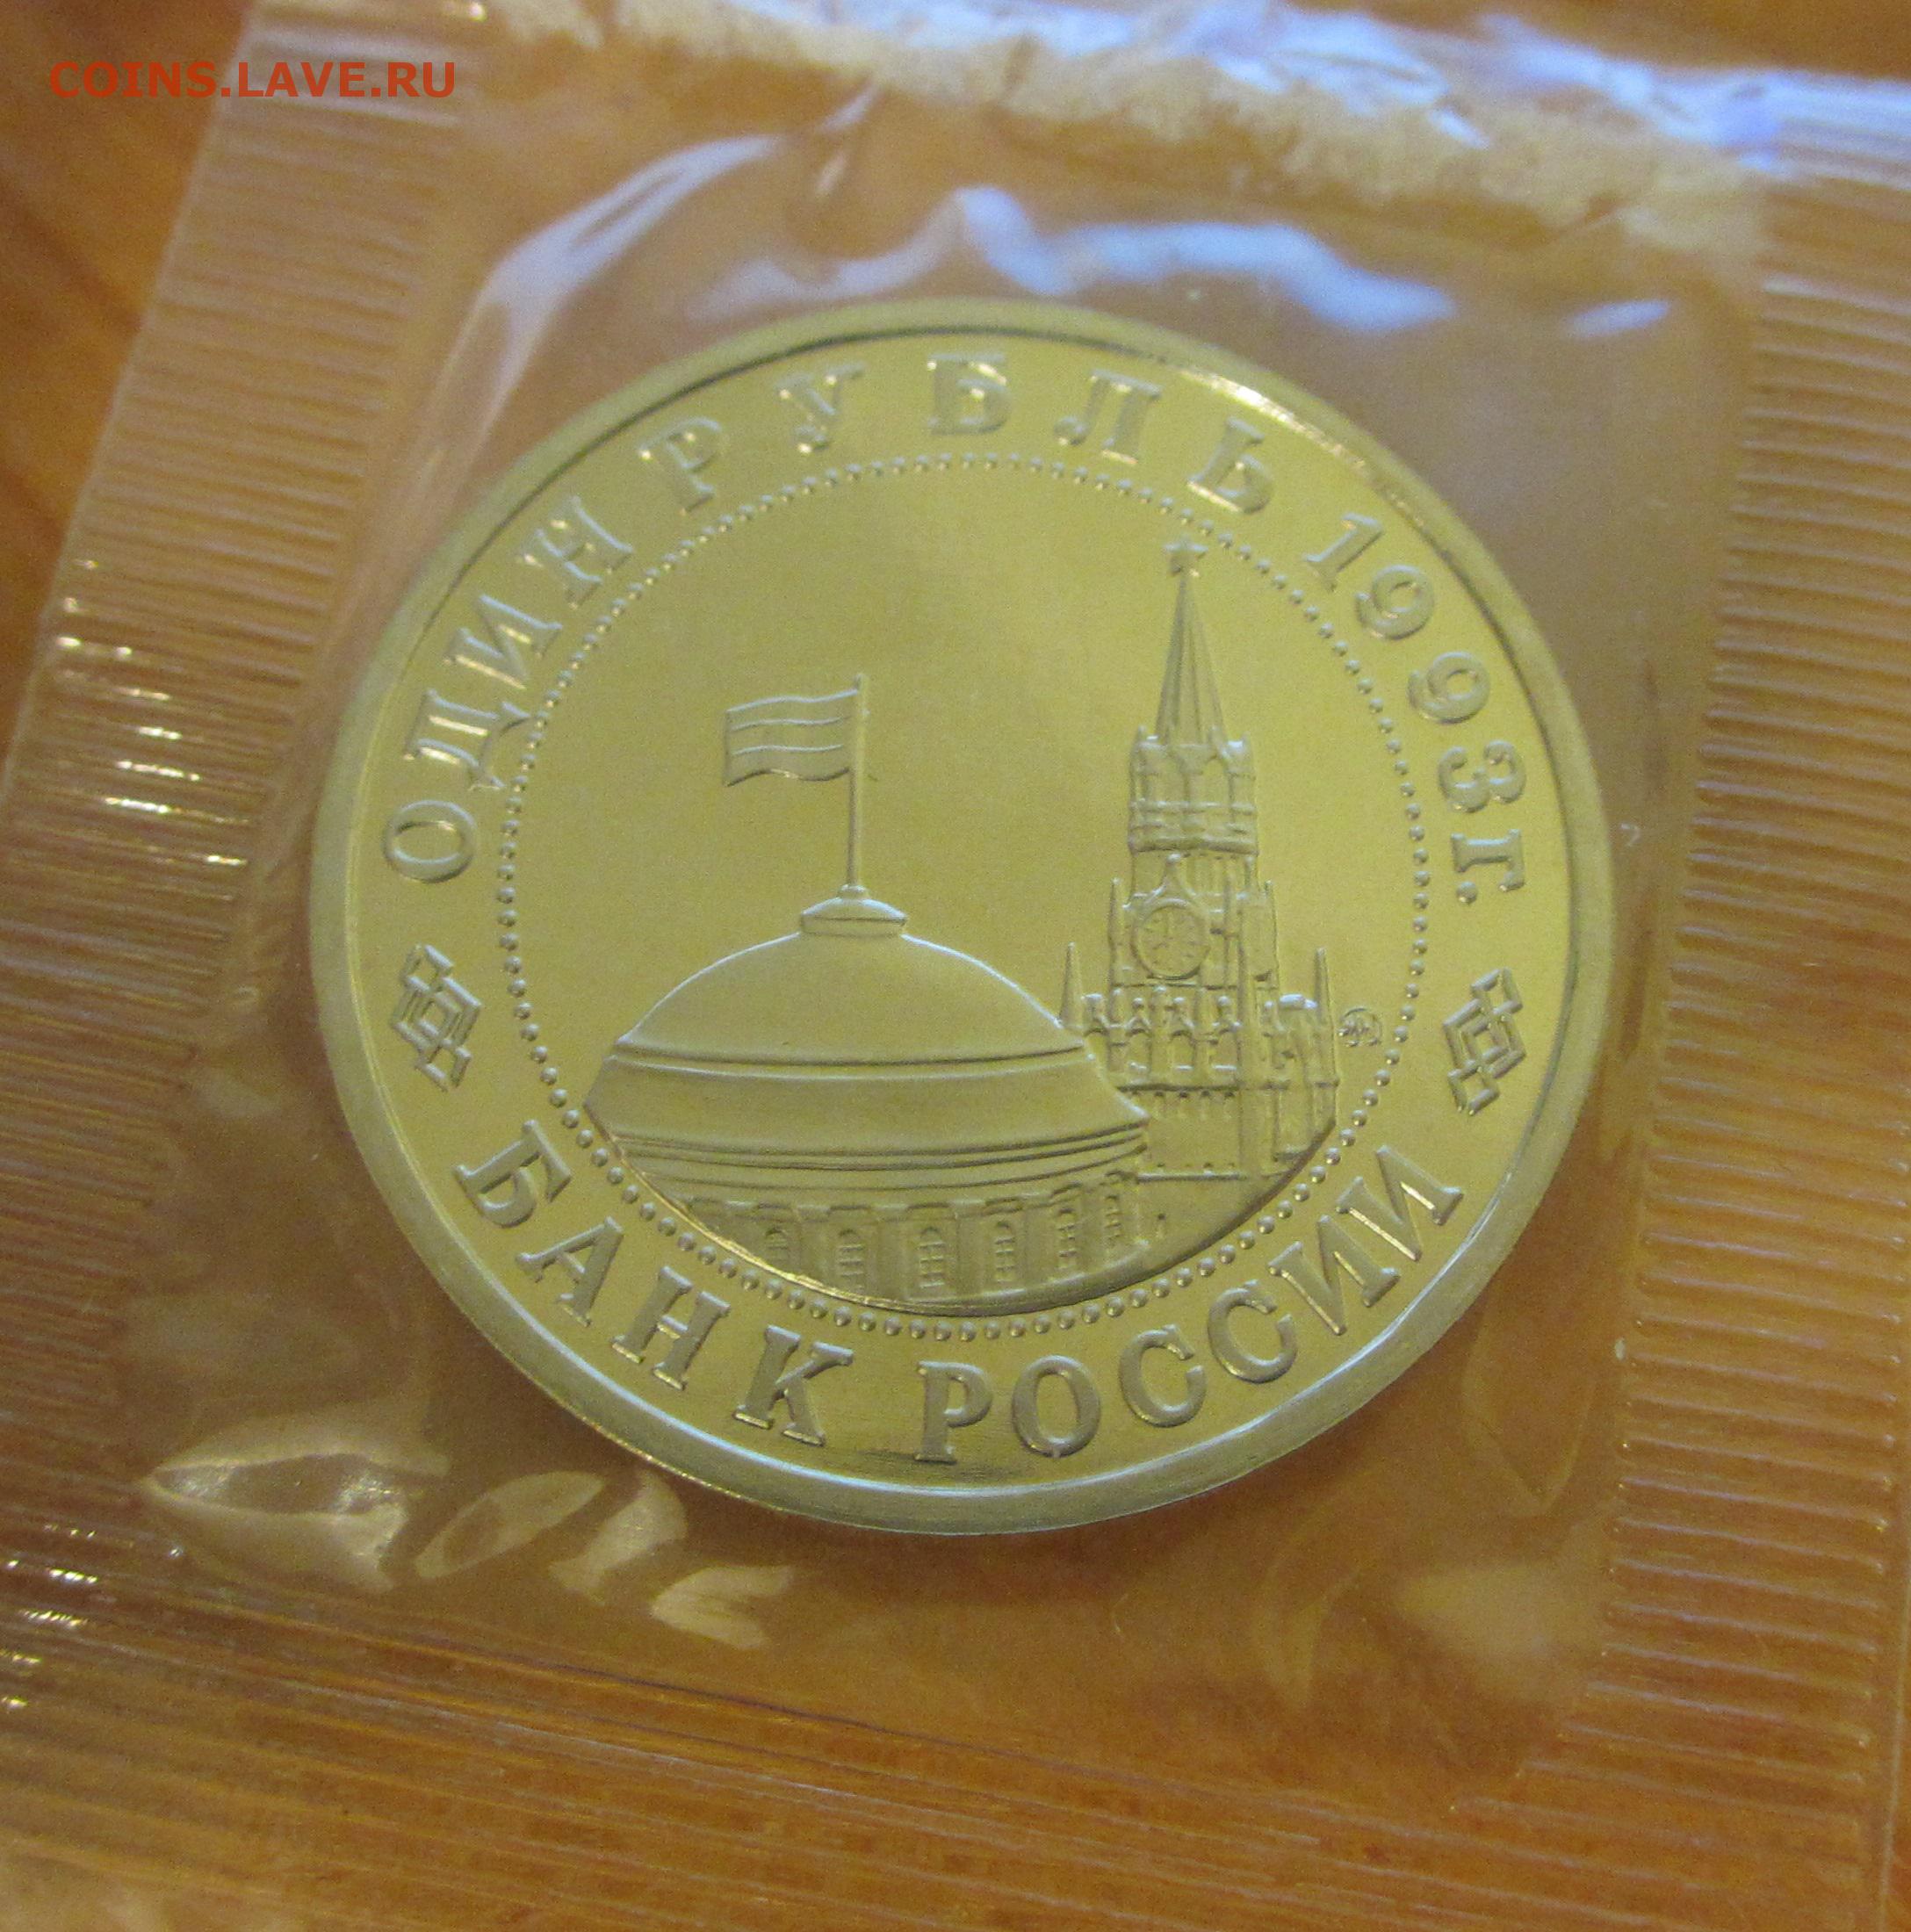 COINS.LAVE.RU
ОДИН РУБЛЬ 1993г.
БАНК РОССИИ